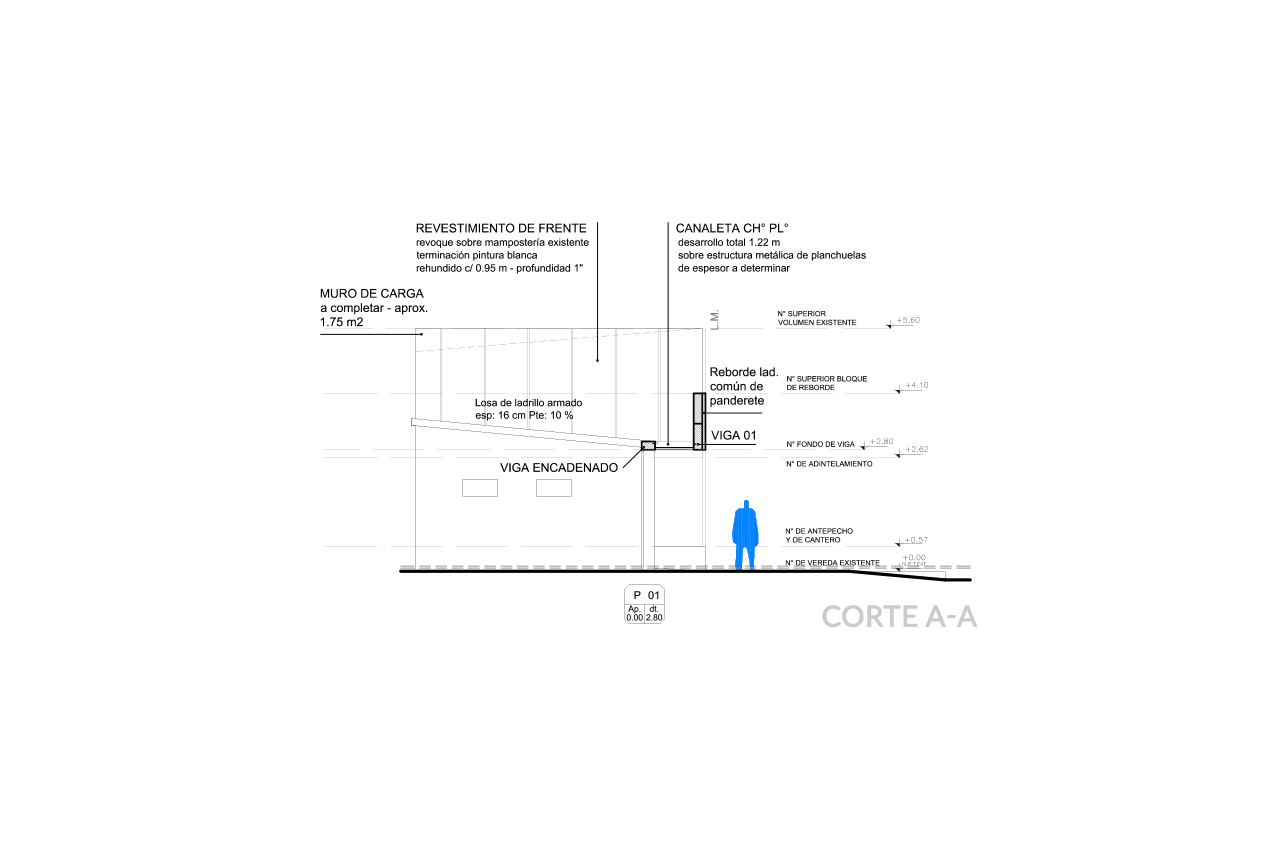 REVESTIMIENTO DE FRENTE
revoque sobre mampostería existente
terminación pintura blanca
rehundido c/ 0.95 m - profundidad 1"
CANALETA CH° PL°
desarrollo total 1.22 m
sobre estructura metálica de planchuelas
de espesor a determinar
MURO DE CARGA
a completar - aprox.
1.75 m2
L.M.
N° SUPERIOR
VOLUMEN EXISTENTE
+5.60
Reborde lad.
común de
panderete
N° SUPERIOR BLOQUE
DE REBORDE
+4.10
Losa de ladrillo armado
esp: 16 cm Pte: 10 %
VIGA 01
N° FONDO DE VIGA
+2.80
+2.62
N° DE ADINTELAMIENTO
VIGA ENCADENADO
N° DE ANTEPECHO
Y DE CANTERO
+0.57
N° DE VEREDA EXISTENTE
+0.00
P 01
Ap. dt.
0.00 2.80
CORTE A-A